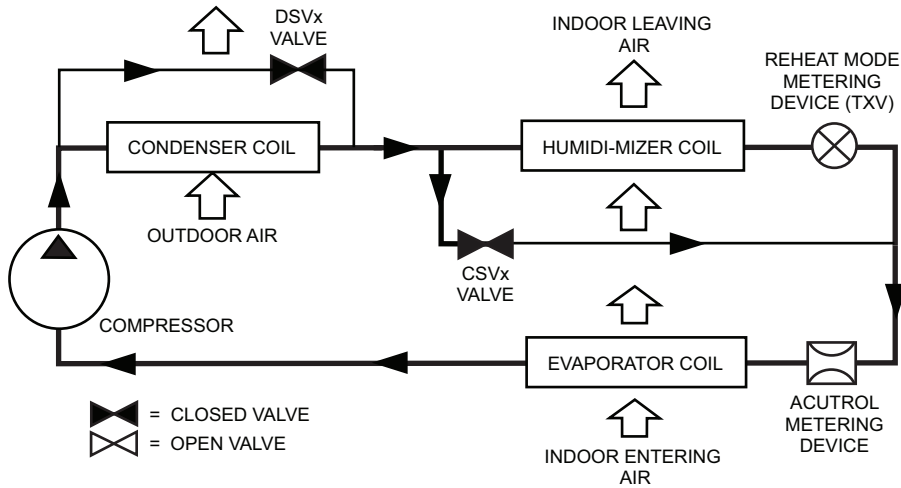 DSVx
VALVE
INDOOR LEAVING
AIR
REHEAT MODE
METERING
DEVICE (TXV)
CONDENSER COIL
HUMIDI-MIZER COIL
OUTDOOR AIR
CSVx
VALVE
COMPRESSOR
EVAPORATOR COIL
ACUTROL
METERING
DEVICE
= CLOSED VALVE
= OPEN VALVE
INDOOR ENTERING
AIR